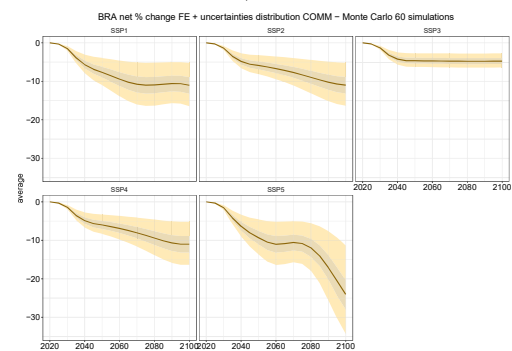 BRA net % change FE + uncertainties distribution COMM − Monte Carlo 60 simulations
SSP1 SSP2 SSP3
0
−10
−20
−30
2020 2040 2060 2080 2100
average
SSP4 SSP5
0
−10
−20
−30
2020 2040 2060 2080 2100 2020 2040 2060 2080 2100